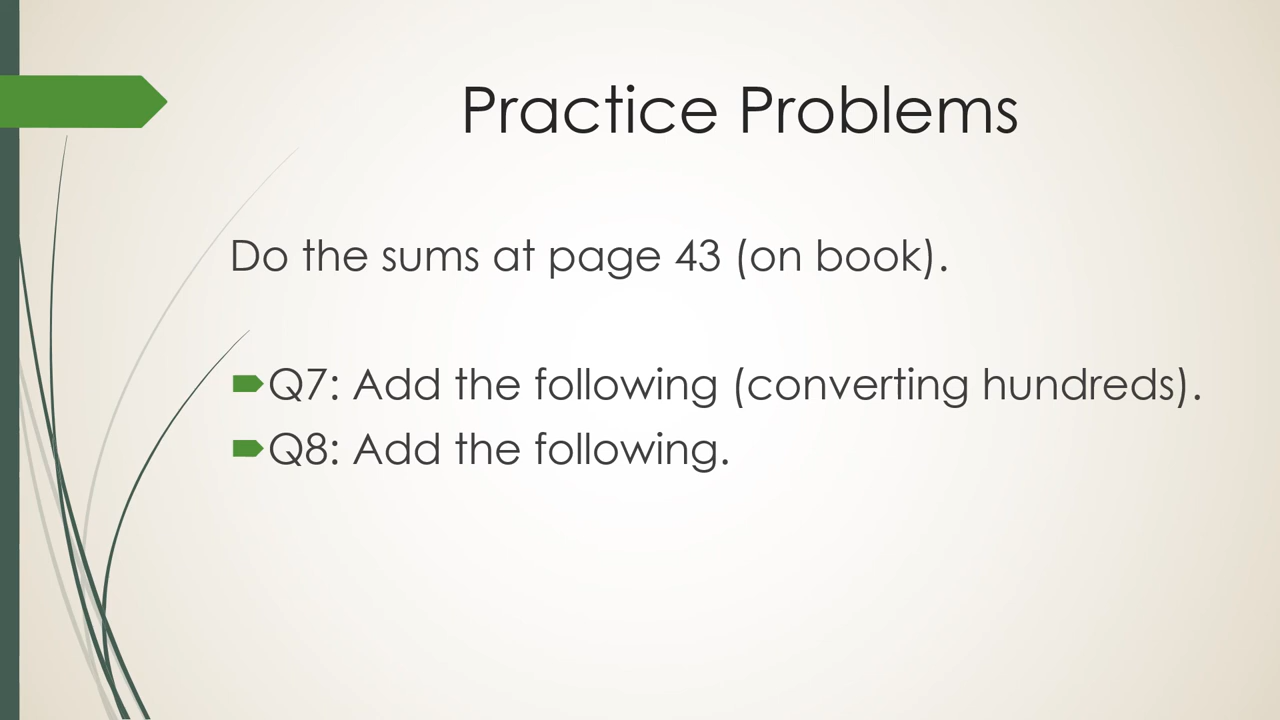 Practice Problems
Do the sums at page 43 (on book).
Q7: Add the following (converting hundreds).
Q8: Add the following.